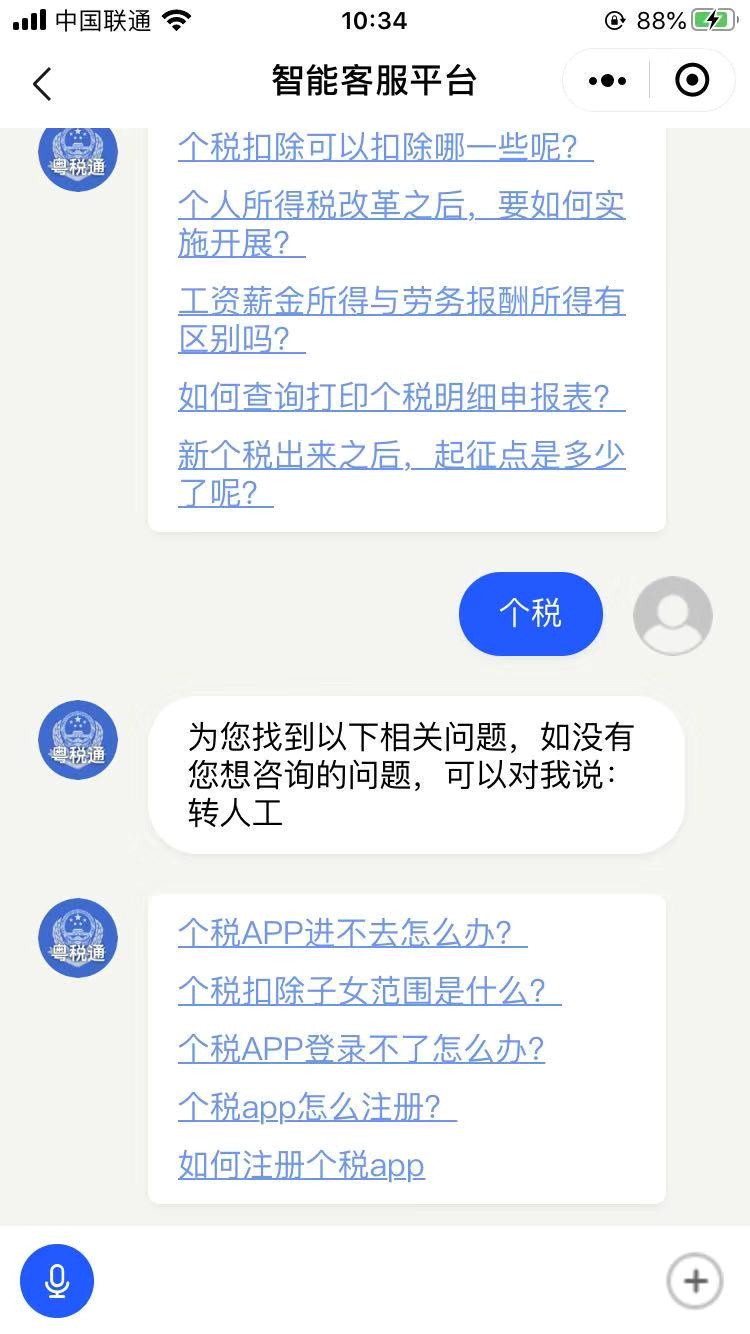 中国联通
10:34
88%
智能客服平台
粤税通
个税扣除可以扣除哪一些呢？
个人所得税改革之后，要如何实
施开展？
工资薪金所得与劳务报酬所得有
区别吗？
如何查询打印个税明细申报表？
新个税出来之后，起征点是多少
了呢？
个税
粤税通
为您找到以下相关问题，如没有
您想咨询的问题，可以对我说：
转人工
粤税通
个税APP进不去怎么办？
个税扣除子女范围是什么？
个税APP登录不了怎么办?
个税app怎么注册？
如何注册个税app